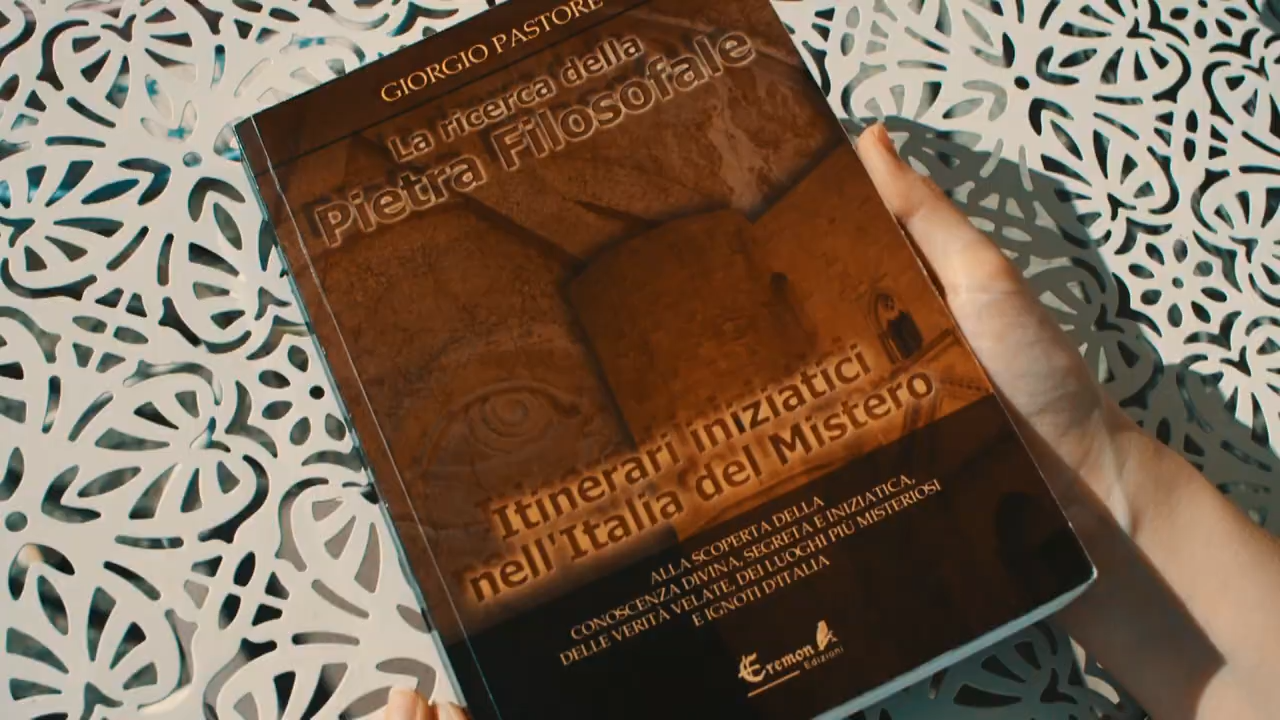 GIORGIO PASTORE
La ricerca della
Pietra Filosofale
Itinerari iniziatici
nell'Italia del Mistero
ALLA SCOPERTA DELLA
CONOSCENZA DIVINA, SEGRETA E INIZIATICA,
DELLE VERITÀ VELATE, DEI LUOGHI PIÙ MISTERIOSI
E IGNOTI D'ITALIA
Eremon
Edizioni